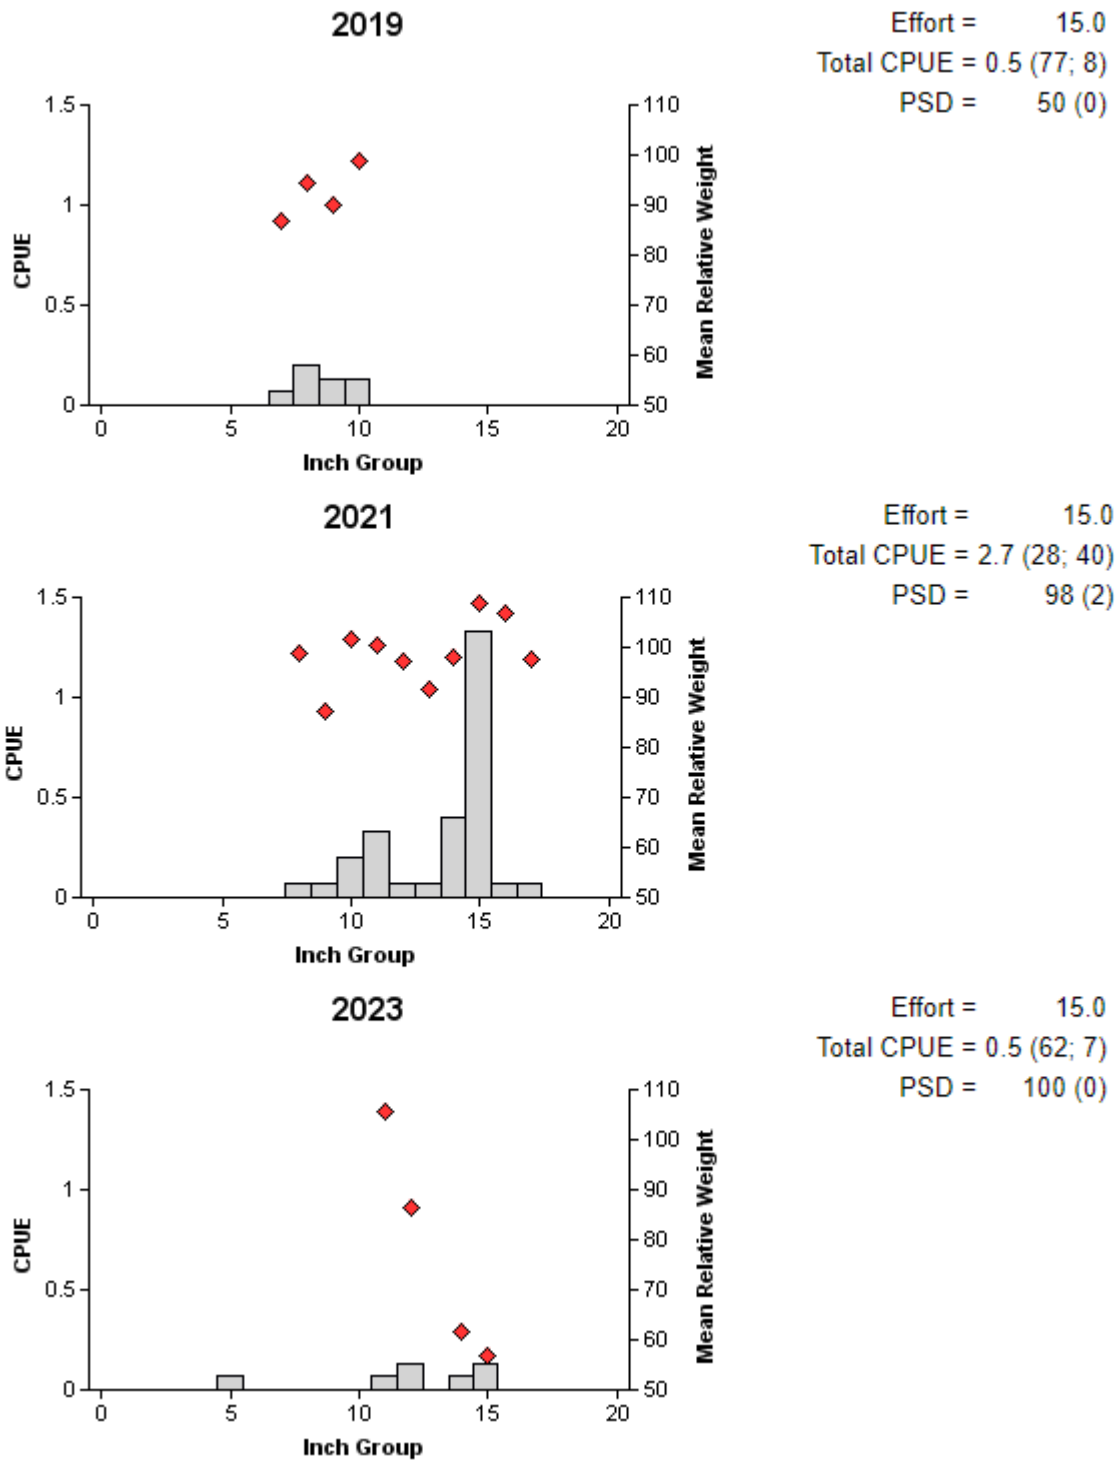 2019
Effort = 15.0
Total CPUE = 0.5 (77; 8)
PSD = 50 (0)
1.5
1
0.5
0
CPUE
110
100
90
80
70
60
50
Mean Relative Weight
0 5 10 15 20
Inch Group
2021
Effort = 15.0
Total CPUE = 2.7 (28; 40)
PSD = 98 (2)
1.5
1
0.5
0
CPUE
110
100
90
80
70
60
50
Mean Relative Weight
0 5 10 15 20
Inch Group
2023
Effort = 15.0
Total CPUE = 0.5 (62; 7)
PSD = 100 (0)
1.5
1
0.5
0
CPUE
110
100
90
80
70
60
50
Mean Relative Weight
0 5 10 15 20
Inch Group